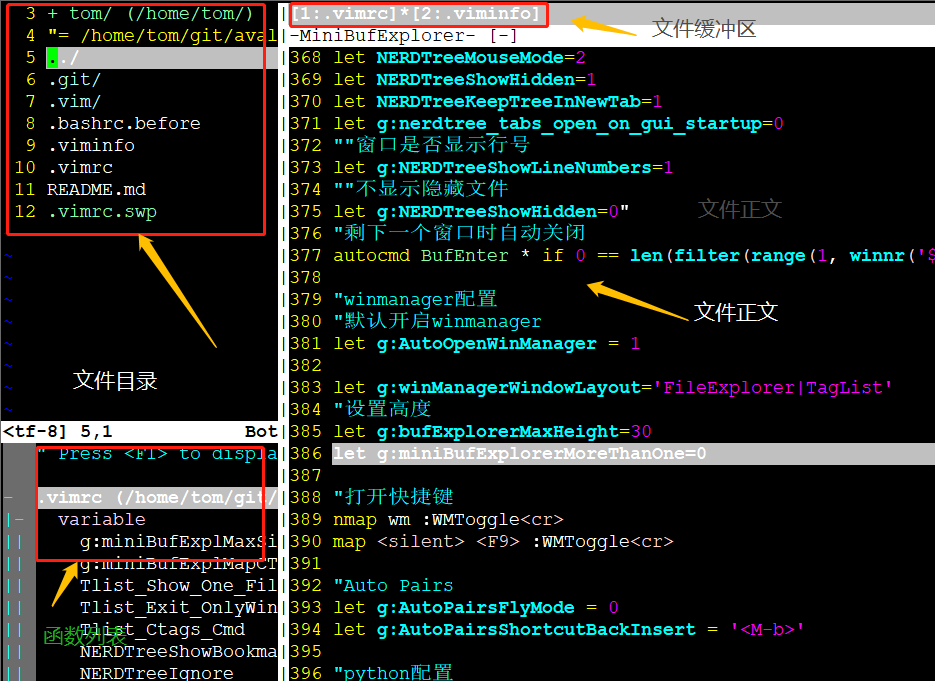 3 + tom/ (/home/tom/)
4 "= /home/tom/git/aval
5 ../
6 .git/
7 .vim/
8 .bashrc.before
9 .viminfo
10 .vimrc
11 README.md
12 .vimrc.swp
~
~
~
~
~
~
~
~
文件目录
<tf-8] 5,1 Bot
" Press <F1> to displa
.vimrc (/home/tom/git/
variable
g:miniBufExplMaxSi
g:miniBufExplMapCT
Tlist_Show_One_Fil
Tlist_Exit_OnlyWin
Tlist_Ctags_Cmd
函数列表
NERDTreeShowBookma
NERDTreeIgnore
[1:.vimrc]*[2:.viminfo]
文件缓冲区
-MiniBufExplorer- [-]
368 let NERDTreeMouseMode=2
369 let NERDTreeShowHidden=1
370 let NERDTreeKeepTreeInNewTab=1
371 let g:nerdtree_tabs_open_on_gui_startup=0
372 ""窗口是否显示行号
373 let g:NERDTreeShowLineNumbers=1
374 ""不显示隐藏文件
375 let g:NERDTreeShowHidden=0"
文件正文
376 "剩下一个窗口时自动关闭
377 autocmd BufEnter * if 0 == len(filter(range(1, winnr('$
378
379 "winmanager配置
文件正文
380 "默认开启winmanager
381 let g:AutoOpenWinManager = 1
382
383 let g:winManagerWindowLayout='FileExplorer|TagList'
384 "设置高度
385 let g:bufExplorerMaxHeight=30
386 let g:miniBufExplorerMoreThanOne=0
387
388 "打开快捷键
389 nmap wm :WMToggle<cr>
390 map <silent> <F9> :WMToggle<cr>
391
392 "Auto Pairs
393 let g:AutoPairsFlyMode = 0
394 let g:AutoPairsShortcutBackInsert = '<M-b>'
395
396 "python配置